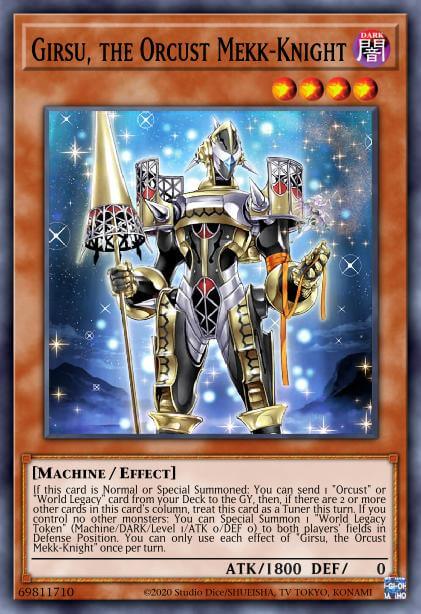 GIRSU, THE ORCUST MEKK-KNIGHT
DARK
闇
[MACHINE / EFFECT]
If this card is Normal or Special Summoned: You can send 1 "Orcust" or
"World Legacy" card from your Deck to the GY, then, if there are 2 or more
other cards in this card's column, treat this card as a Tuner this turn. If you
control no other monsters: You can Special Summon 1 "World Legacy
Token" (Machine/DARK/Level 1/ATK 0/DEF 0) to both players' fields in
Defense Position. You can only use each effect of "Girsu, the Orcust
Mekk-Knight" once per turn.
ATK/1800 DEF/ 0
69811710
©2020 Studio Dice/SHUEISHA, TV TOKYO, KONAMI